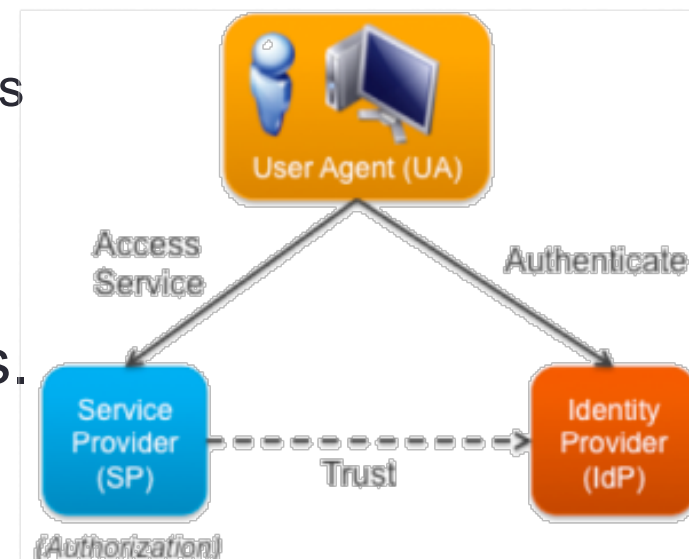 s
User Agent (UA)
Access
Service
Authenticate
s.
Service
Provider
(SP)
Trust
Identity
Provider
(IdP)
(Authorization)